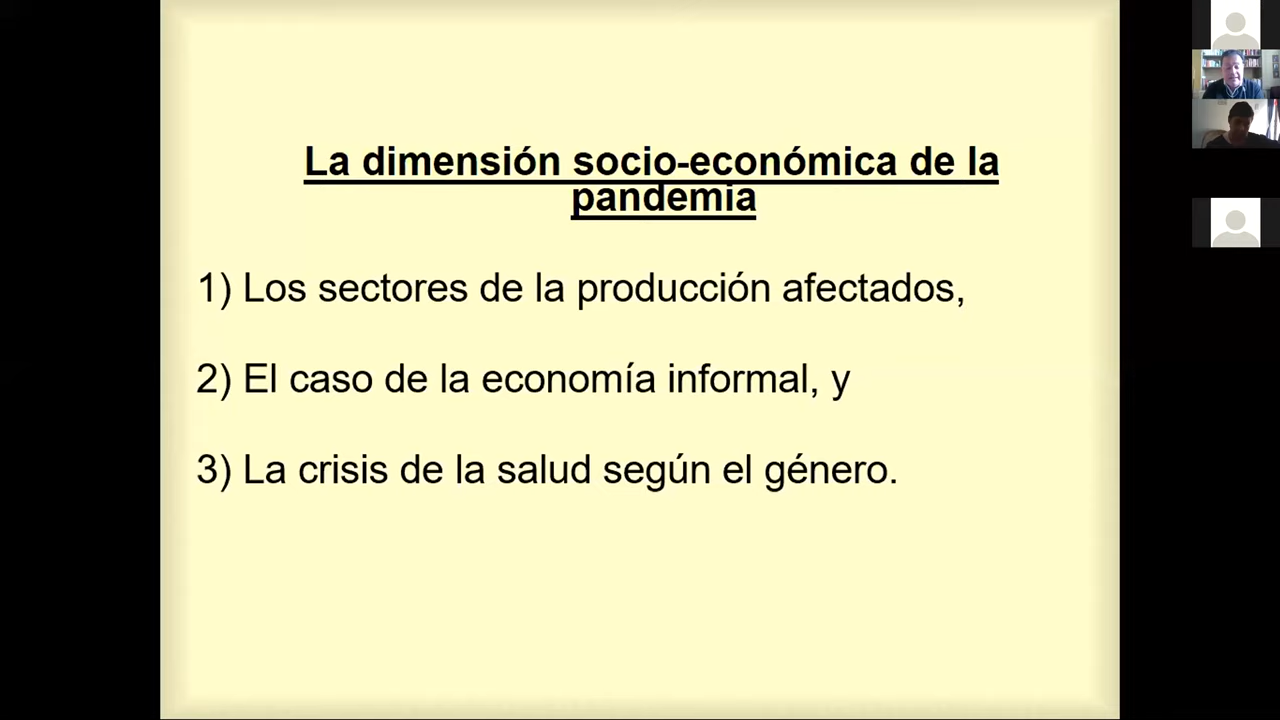 La dimensión socio-económica de la
pandemia
1) Los sectores de la producción afectados,
2) El caso de la economía informal, y
3) La crisis de la salud según el género.